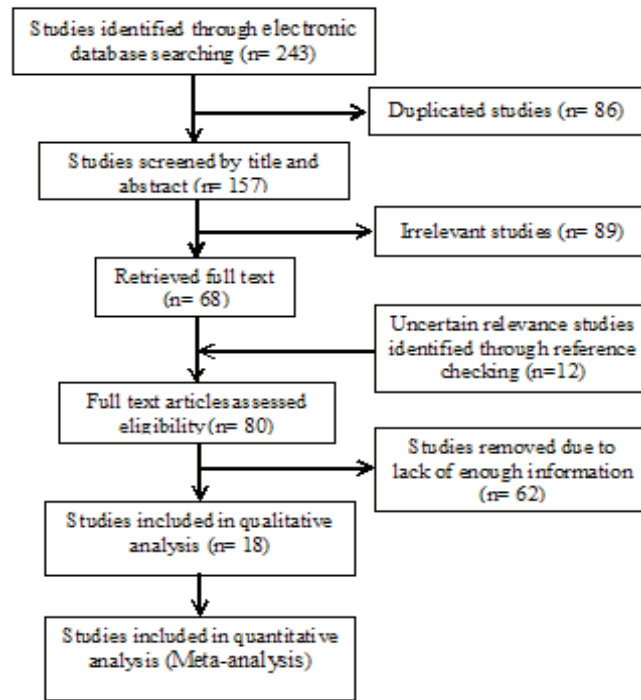 Studies identified through electronic
database searching (n= 243)
Duplicated studies (n= 86)
Studies screened by title and
abstract (n= 157)
Irrelevant studies (n= 89)
Retrieved full text
(n= 68)
Uncertain relevance studies
identified through reference
checking (n=12)
Full text articles assessed
eligibility (n= 80)
Studies removed due to
lack of enough information
(n= 62)
Studies included in qualitative
analysis (n= 18)
Studies included in quantitative
analysis (Meta-analysis)